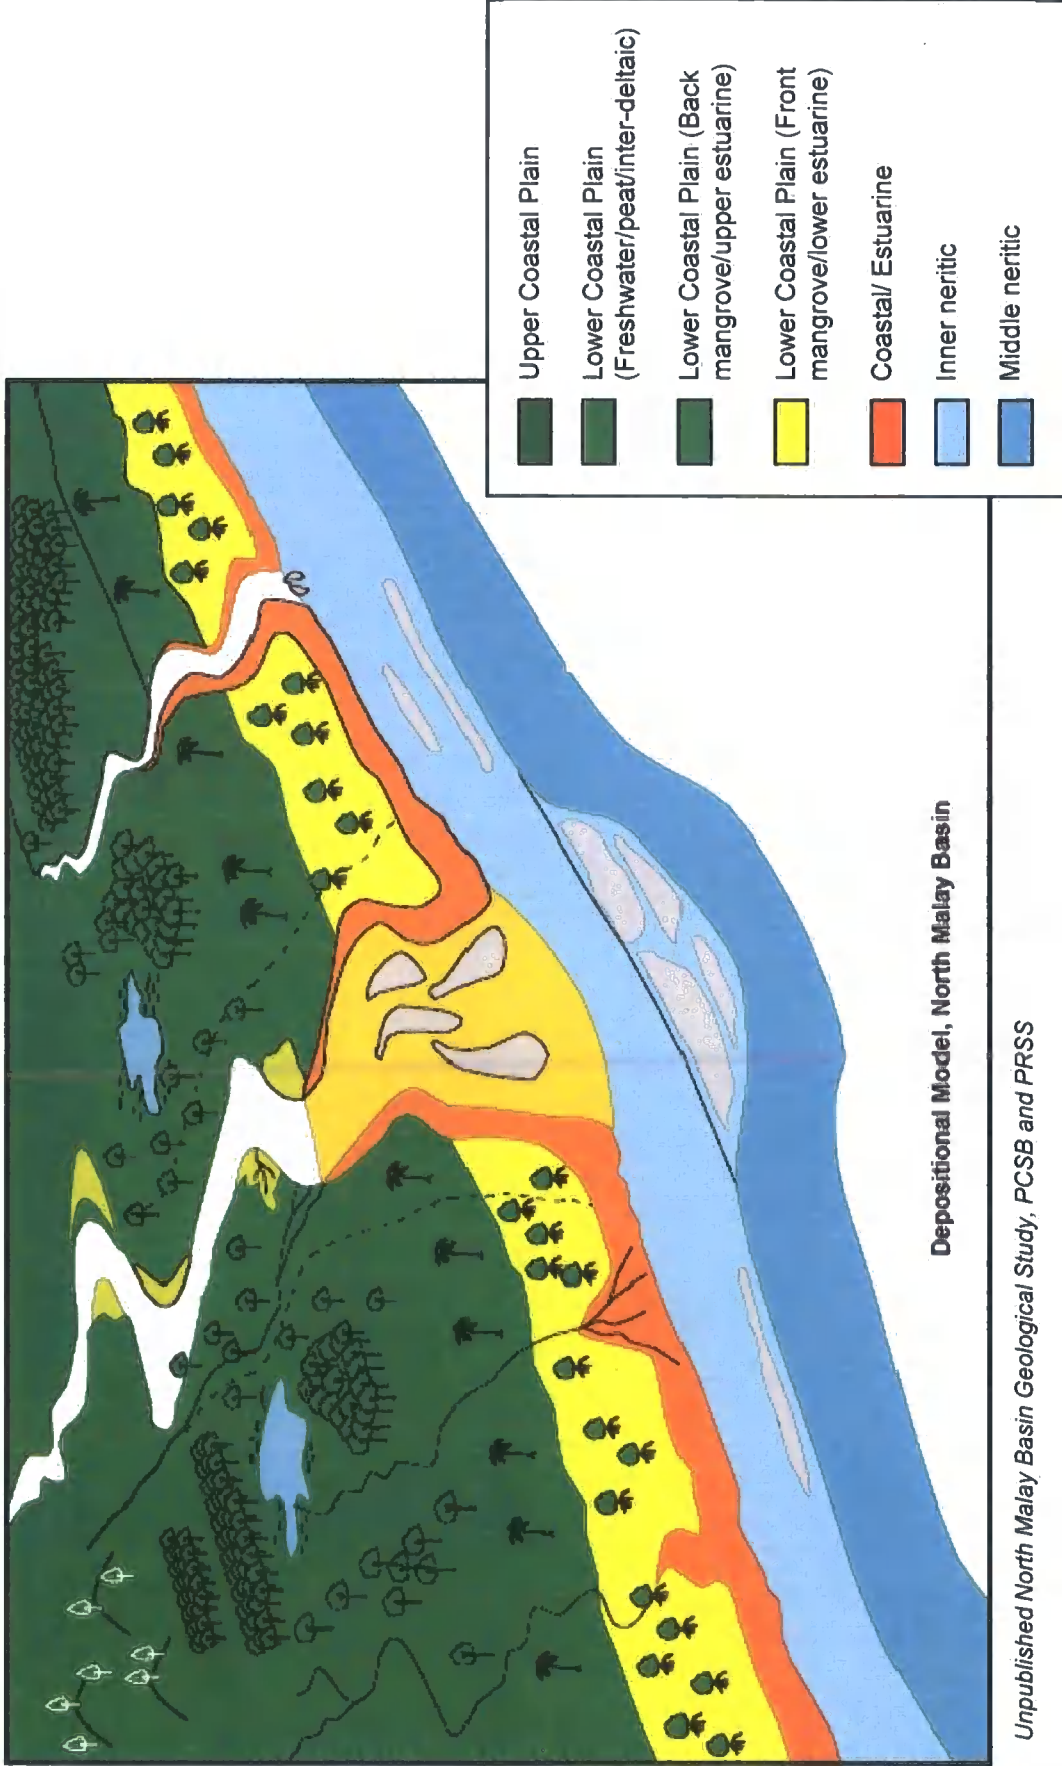 Upper Coastal Plain
Lower Coastal Plain
(Freshwater/peat/inter-deltaic)
Lower Coastal Plain (Back
mangrove/upper estuarine)
Lower Coastal Plain (Front
mangrove/lower estuarine)
Coastal/ Estuarine
Inner neritic
Middle neritic
Depositional Model, North Malay Basin
Unpublished North Malay Basin Geological Study, PCSB and PRSS